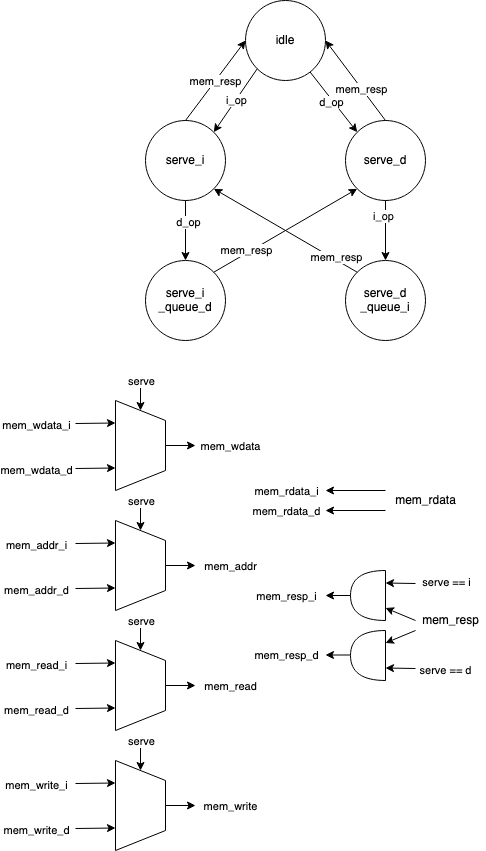 idle
mem_resp
mem_resp
i_op
d_op
serve_i
serve_d
d_op
i_op
mem_resp
mem_resp
serve_i
_queue_d
serve_d
_queue_i
serve
mem_wdata_i
mem_wdata
mem_wdata_d
mem_rdata_i
mem_rdata
mem_rdata_d
serve
mem_addr_i
mem_addr
mem_addr_d
serve == i
mem_resp_i
mem_resp
serve
mem_resp_d
serve == d
mem_read_i
mem_read
mem_read_d
serve
mem_write_i
mem_write
mem_write_d